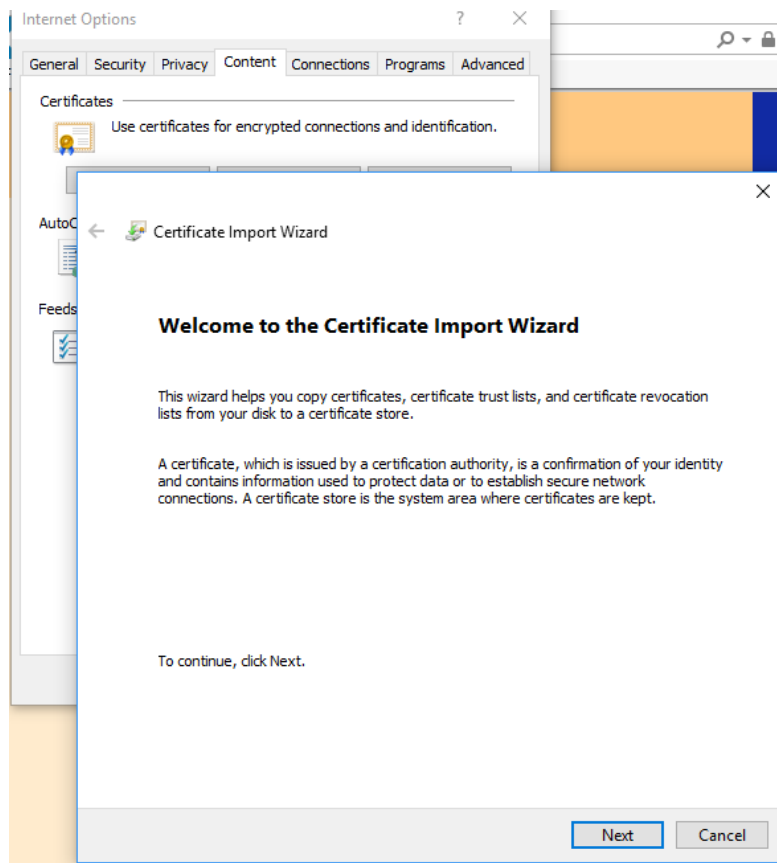 Internet Options
?
General Security Privacy Content Connections Programs Advanced
Certificates
Use certificates for encrypted connections and identification.
AutoC
Certificate Import Wizard
Feeds
Welcome to the Certificate Import Wizard
This wizard helps you copy certificates, certificate trust lists, and certificate revocation
lists from your disk to a certificate store.
A certificate, which is issued by a certification authority, is a confirmation of your identity
and contains information used to protect data or to establish secure network
connections. A certificate store is the system area where certificates are kept.
To continue, click Next.
Next Cancel